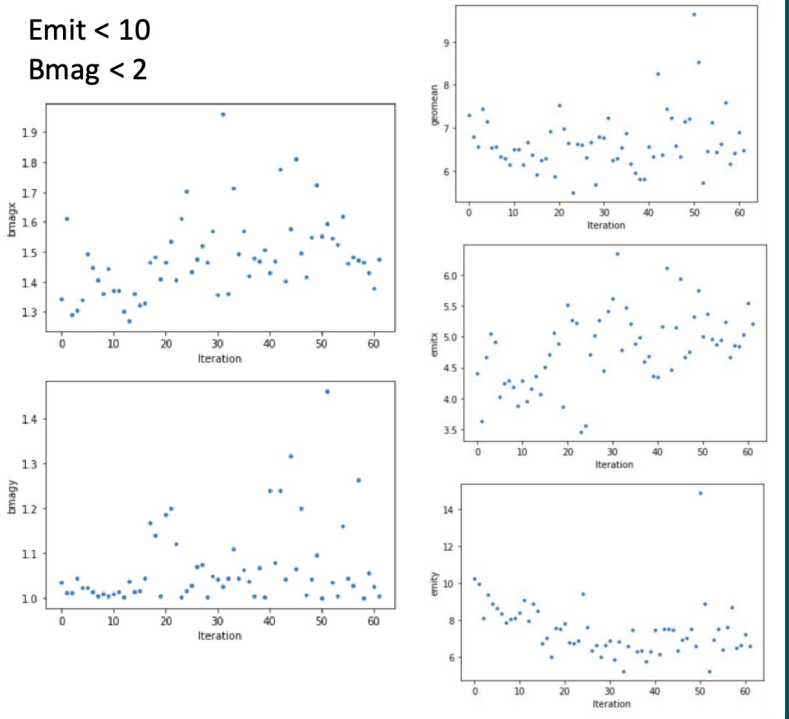 Emit < 10
Bmag < 2
bmagx
1.9
1.8
1.7
1.6
1.5
1.4
1.3
0 10 20 30 40 50 60
Iteration
bmagy
1.4
1.3
1.2
1.1
1.0
0 10 20 30 40 50 60
Iteration
geomean
9
8
7
6
0 10 20 30 40 50 60
Iteration
emitx
6.0
5.5
5.0
4.5
4.0
3.5
0 10 20 30 40 50 60
Iteration
emity
14
12
10
8
6
0 10 20 30 40 50 60
Iteration